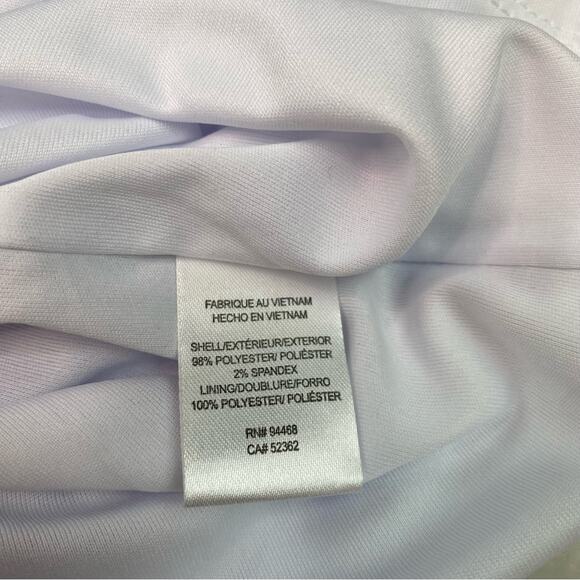 FABRIQUE AU VIETNAM
HECHO EN VIETNAM
SHELL/EXTÉRIEUR/EXTERIOR
98% POLYESTER/ POLIÉSTER
2% SPANDEX
LINING/DOUBLURE/FORRO
100% POLYESTER/ POLIÉSTER
RN# 94468
CA# 52362